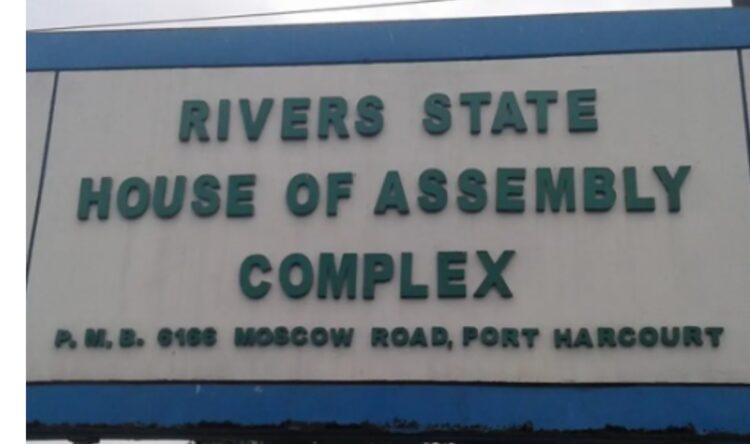 RIVERS STATE
HOUSE OF ASSEMBLY
COMPLEX
P. M. B. 6166 MOSCOW ROAD, PORT HARCOURT